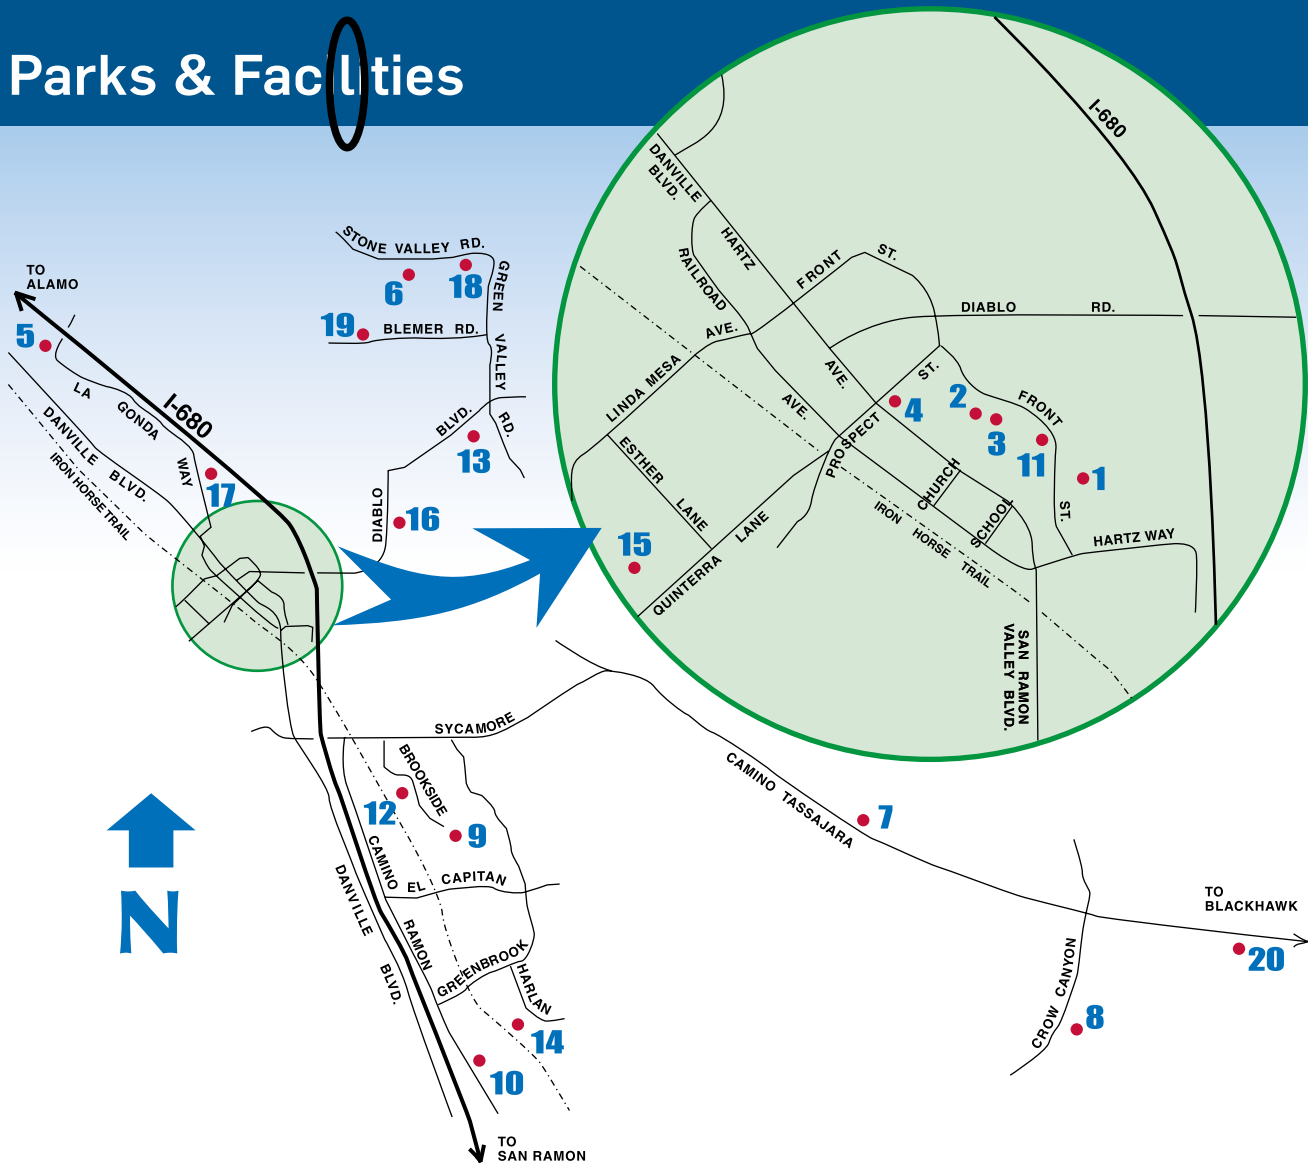 Parks & Facilities
I-680
DANVILLE
BLVD.
HARTZ
AVE.
RAILROAD
AVE.
FRONT
ST.
DIABLO
RD.
LINDA MESA
AVE.
PROSPECT
ST.
FRONT
ST.
4
2
3
11
1
ESTHER
LANE
QUINTERRA
LANE
15
CHURCH
SCHOOL
IRON
HORSE
TRAIL
HARTZ WAY
SAN RAMON
VALLEY BLVD.
STONE VALLEY RD.
6
18
GREEN
VALLEY
RD.
19
BLEMER RD.
TO
ALAMO
5
LA
GONDA
WAY
I-680
DANVILLE BLVD.
IRON HORSE TRAIL
17
DIABLO
BLVD.
13
16
SYCAMORE
BROOKSIDE
12
9
CAMINO
RAMON
EL CAPITAN
DANVILLE
BLVD.
GREENBROOK
HARLAN
14
10
TO
SAN RAMON
CAMINO TASSAJARA
7
CROW CANYON
8
TO
BLACKHAWK
20
N